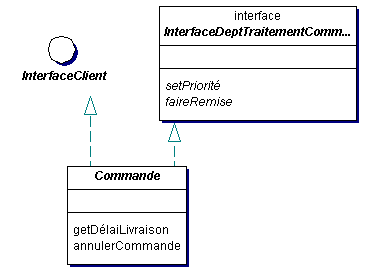 interface
InterfaceDeptTraitementComm...
InterfaceClient
setPriorité
faireRemise
Commande
getDélaiLivraison
annulerCommande